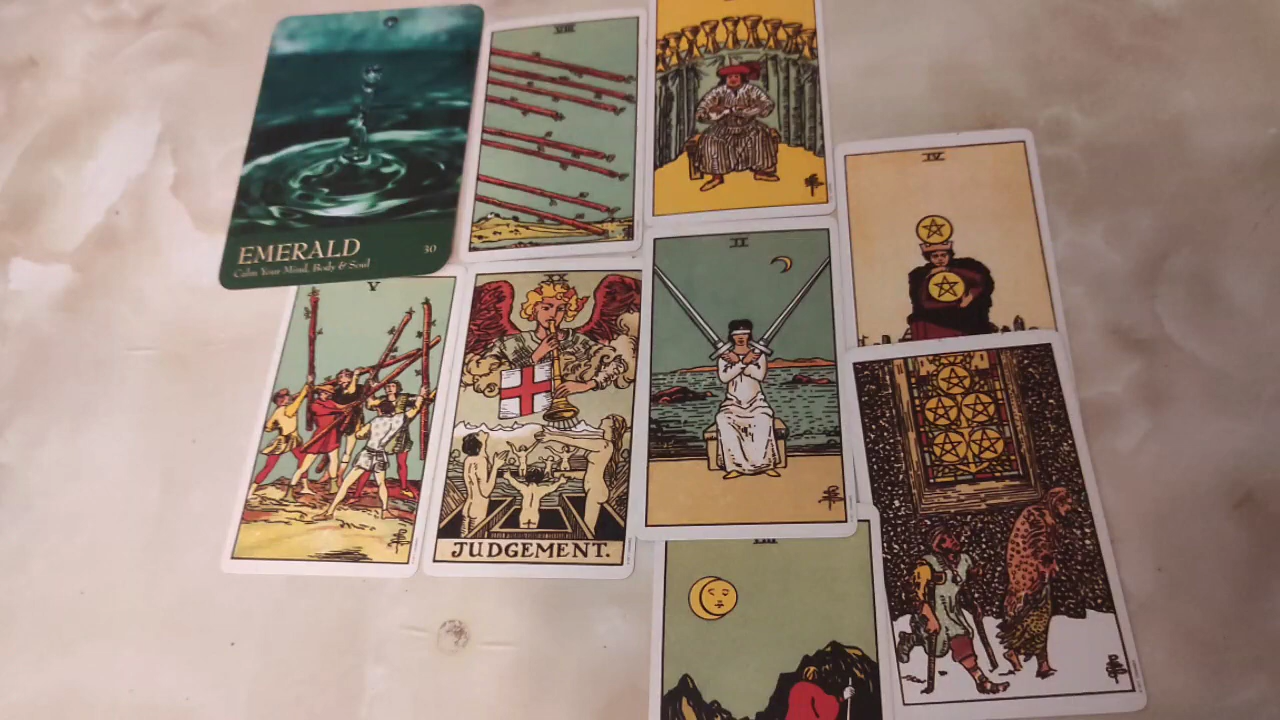 EMERALD
30
Calm Your Mind, Body & Soul
VIII
IV
II
V
XX
JUDGEMENT.